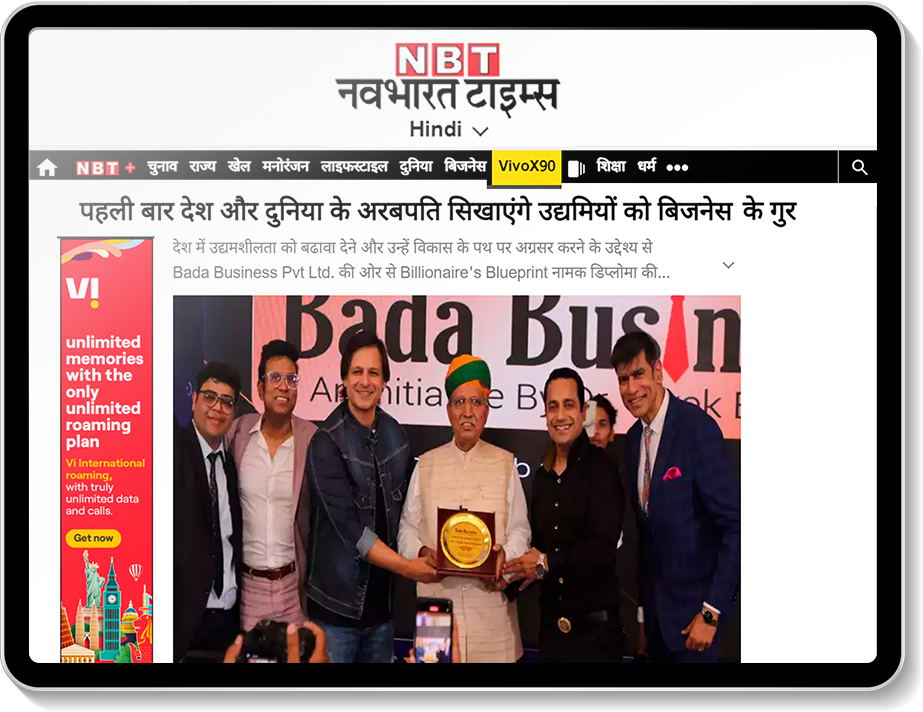 NBT
नवभारत टाइम्स
Hindi
NBT + चुनाव राज्य खेल मनोरंजन लाइफस्टाइल दुनिया बिजनेस VivoX90 शिक्षा धर्म
पहली बार देश और दुनिया के अरबपति सिखाएंगे उद्यमियों को बिजनेस के गुर
देश में उद्यमशीलता को बढावा देने और उन्हें विकास के पथ पर अग्रसर करने के उद्देश्य से
Bada Business Pvt Ltd. की ओर से Billionaire's Blueprint नामक डिप्लोमा की...
VI
unlimited
memories
with the
only
unlimited
roaming
plan
Vi International
roaming,
with truly
unlimited data
and calls.
Get now
Bada Busin
An initia e By Dr. ek B
Bada Business